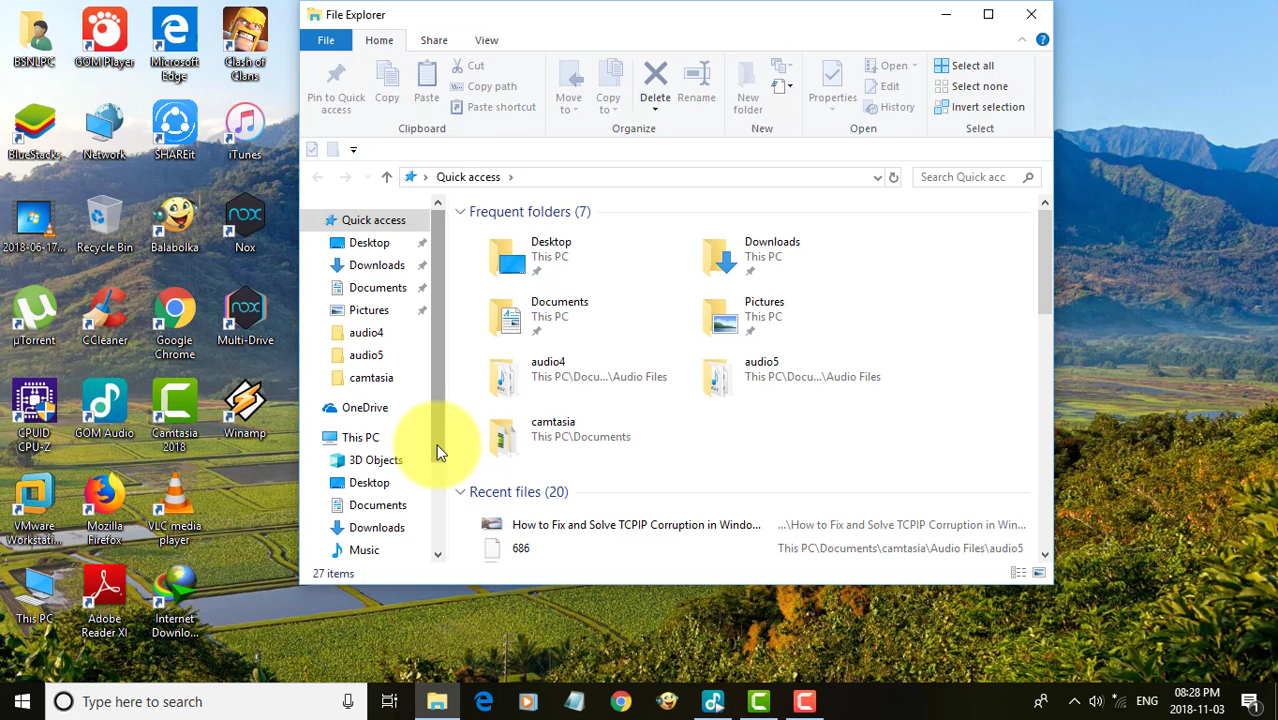 BSNLPC
GOM Player
Microsoft
Edge
Clash of
Clans
BlueStacks
Network
SHAREit
iTunes
2018-06-17...
Recycle Bin
Balabolka
Nox
µTorrent
CCleaner
Google
Chrome
Multi-Drive
CPUID
CPU-Z
GOM Audio
Camtasia
2018
Winamp
VMware
Workstati...
Mozilla
Firefox
VLC media
player
This PC
Adobe
Reader XI
Internet
Downlo...
File Explorer
File
Home
Share
View
Pin to Quick
access
Copy
Paste
Cut
Copy path
Paste shortcut
Clipboard
Move
to
Copy
to
Delete
Rename
Organize
New
folder
New
Properties
Open
Edit
History
Open
Select all
Select none
Invert selection
Select
Quick access
Search Quick acc
Quick access
Desktop
Downloads
Documents
Pictures
audio4
audio5
camtasia
OneDrive
This PC
3D Objects
Desktop
Documents
Downloads
Music
Frequent folders (7)
Desktop
This PC
Downloads
This PC
Documents
This PC
Pictures
This PC
audio4
This PC\Docu...\Audio Files
audio5
This PC\Docu...\Audio Files
camtasia
This PC\Documents
Recent files (20)
How to Fix and Solve TCPIP Corruption in Windo...
...\How to Fix and Solve TCPIP Corruption in Win...
686
This PC\Documents\camtasia\Audio Files\audio5
27 items
Type here to search
ENG
08:28 PM
2018-11-03
1